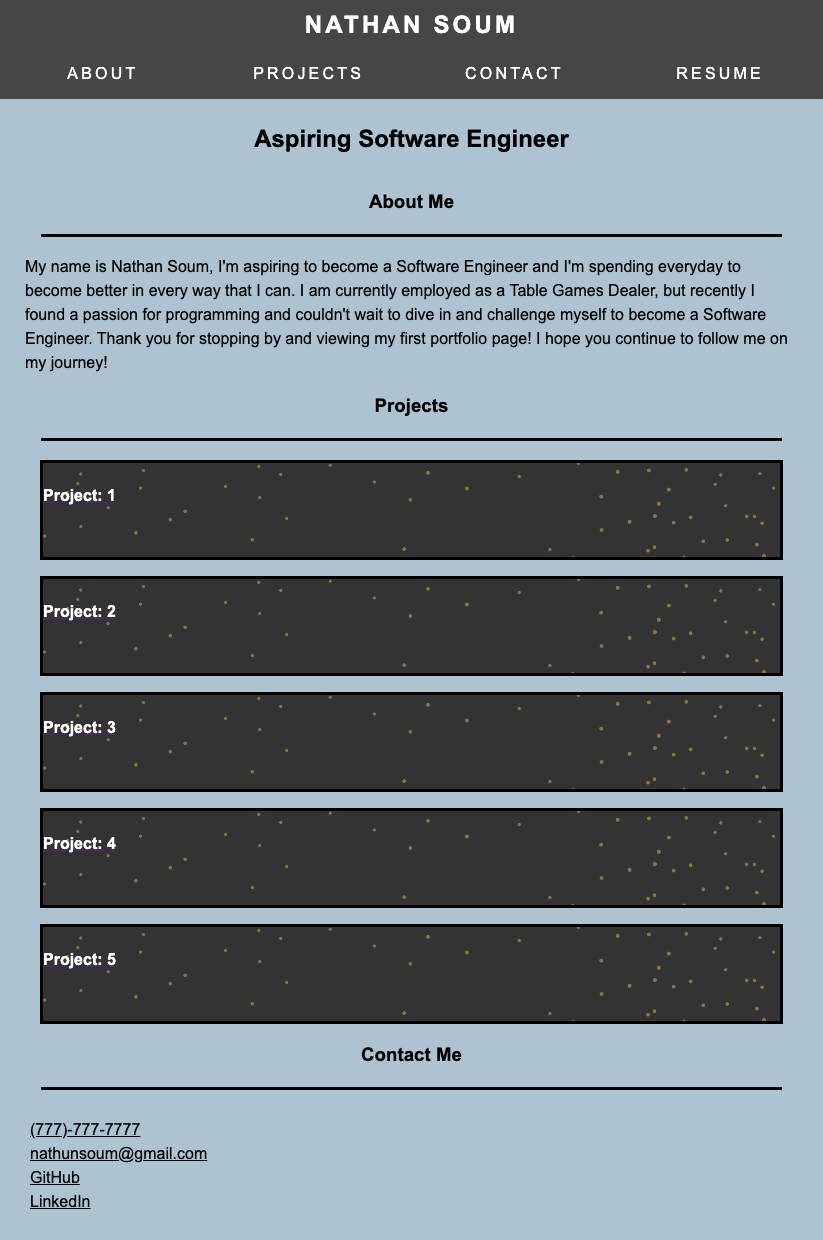 NATHAN SOUM
ABOUT PROJECTS CONTACT RESUME
Aspiring Software Engineer
About Me
My name is Nathan Soum, I'm aspiring to become a Software Engineer and I'm spending everyday to
become better in every way that I can. I am currently employed as a Table Games Dealer, but recently I
found a passion for programming and couldn't wait to dive in and challenge myself to become a Software
Engineer. Thank you for stopping by and viewing my first portfolio page! I hope you continue to follow me on
my journey!
Projects
Project: 1
Project: 2
Project: 3
Project: 4
Project: 5
Contact Me
(777)-777-7777
nathunsoum@gmail.com
GitHub
LinkedIn